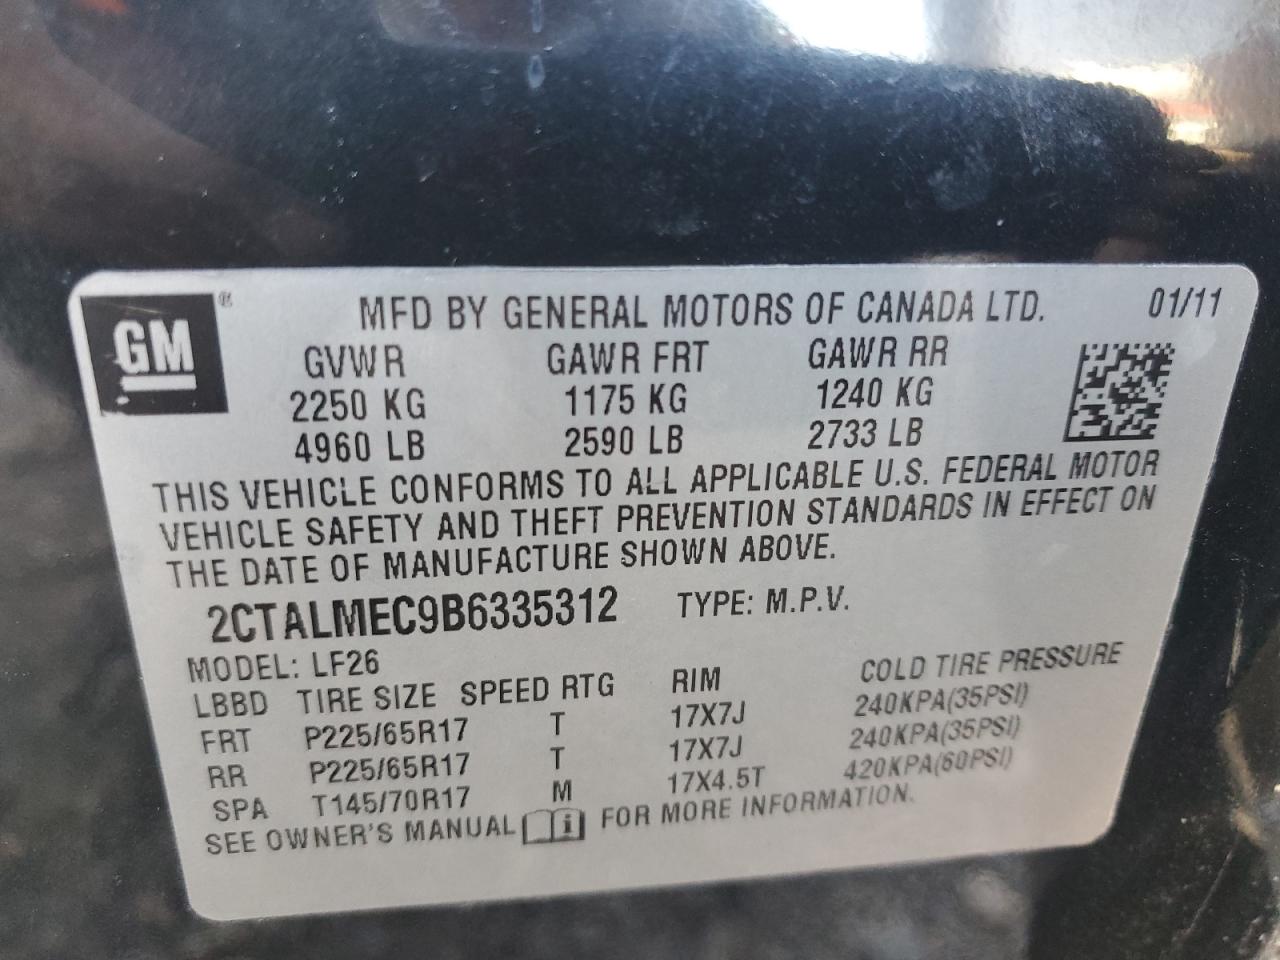 GM ® MFD BY GENERAL MOTORS OF CANADA LTD. 01/11
GVWR GAWR FRT GAWR RR
2250 KG 1175 KG 1240 KG
4960 LB 2590 LB 2733 LB
THIS VEHICLE CONFORMS TO ALL APPLICABLE U.S. FEDERAL MOTOR
VEHICLE SAFETY AND THEFT PREVENTION STANDARDS IN EFFECT ON
THE DATE OF MANUFACTURE SHOWN ABOVE.
2CTALMEC9B6335312 TYPE: M.P.V.
MODEL: LF26
LBBD TIRE SIZE SPEED RTG RIM COLD TIRE PRESSURE
FRT P225/65R17 T 17X7J 240KPA(35PSI)
RR P225/65R17 T 17X7J 240KPA(35PSI)
SPA T145/70R17 M 17X4.5T 420KPA(60PSI)
SEE OWNER'S MANUAL i FOR MORE INFORMATION.